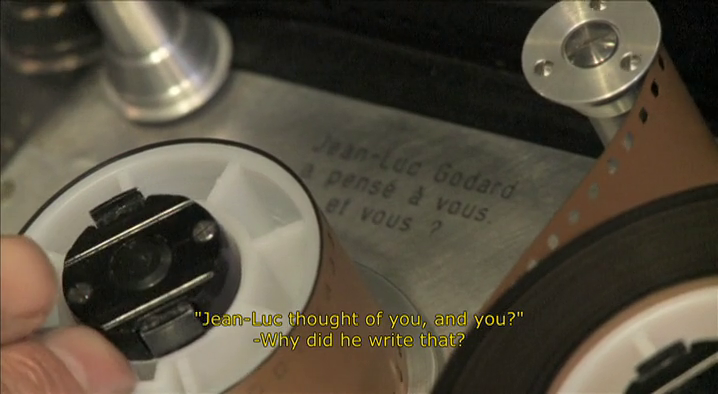 Jean-Luc Godard
a pensé à vous.
et vous ?
"Jean-Luc thought of you, and you?"
-Why did he write that?